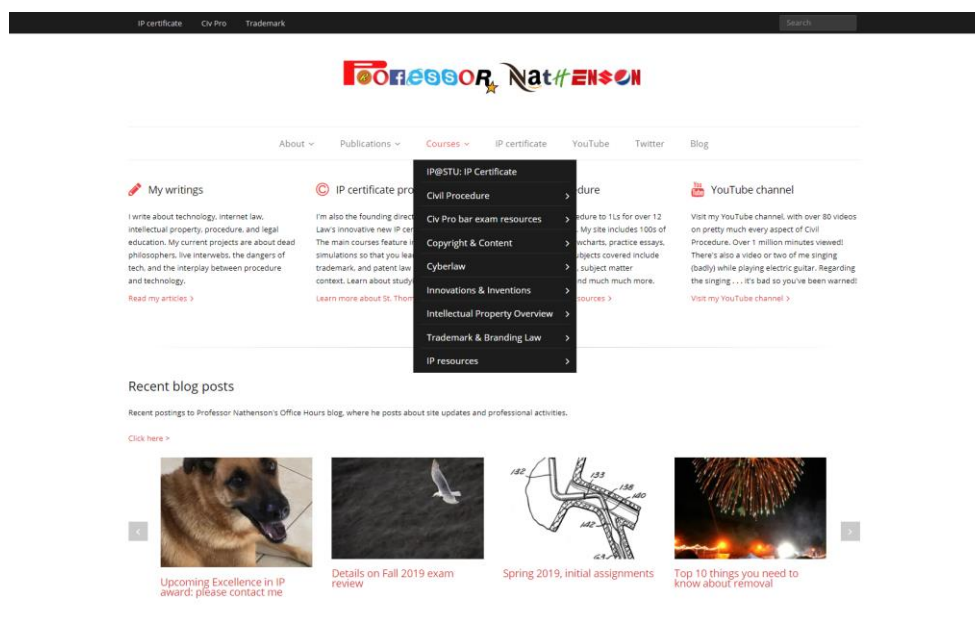 IP certificate Civ Pro Trademark Search
PROFESSOR NatHENSON
About Publications Courses IP certificate YouTube Twitter Blog
IP@STU: IP Certificate
Civil Procedure
Civ Pro bar exam resources
Copyright & Content
Cyberlaw
Innovations & Inventions
Intellectual Property Overview
Trademark & Branding Law
IP resources
My writings
I write about technology, internet law,
intellectual property, procedure, and legal
education. My current projects are about dead
philosophers, live interwebs, the dangers of
tech, and the interplay between procedure
and technology.
Read my articles >
IP certificate pro
I'm also the founding direct
Law's innovative new IP cer
The main courses feature i
simulations so that you lea
trademark, and patent law
context. Learn about studyi
Learn more about St. Thom
dure
edure to 1Ls for over 12
. My site includes 100s of
wcharts, practice essays,
ubjects covered include
, subject matter
nd much much more.
sources >
You Tube
YouTube channel
Visit my YouTube channel, with over 80 videos
on pretty much every aspect of Civil
Procedure. Over 1 million minutes viewed!
There's also a video or two of me singing
(badly) while playing electric guitar. Regarding
the singing . . . it's bad so you've been warned!
Visit my YouTube channel >
Recent blog posts
Recent postings to Professor Nathenson's Office Hours blog, where he posts about site updates and professional activities.
Click here >
132
133
138
140
142
63
Upcoming Excellence in IP
award: please contact me
Details on Fall 2019 exam
review
Spring 2019, initial assignments
Top 10 things you need to
know about removal